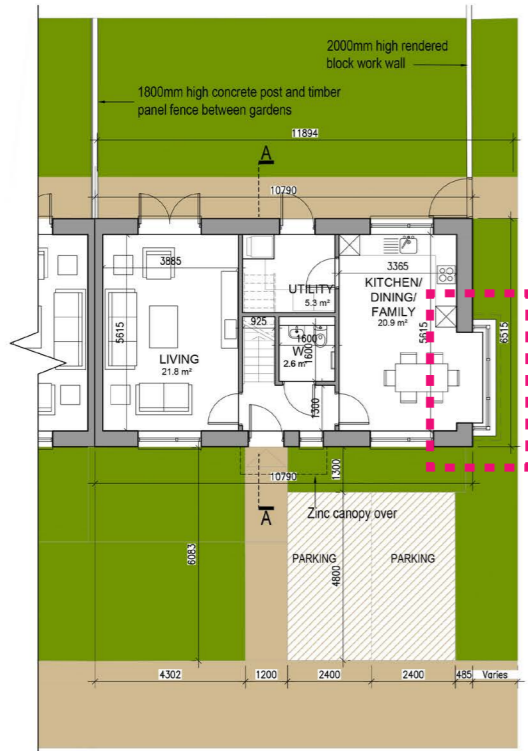 2000mm high rendered
block work wall
1800mm high concrete post and timber
panel fence between gardens
11894
A
10790
3885
3365
UTILITY
5.3 m²
KITCHEN/
DINING/
FAMILY
20.9 m²
925
1600
W
2.6 m²
1600
5615
5615
6515
LIVING
21.8 m²
1300
10790
1300
A
Zinc canopy over
6083
PARKING
PARKING
4800
4302
1200
2400
2400
485
Varies